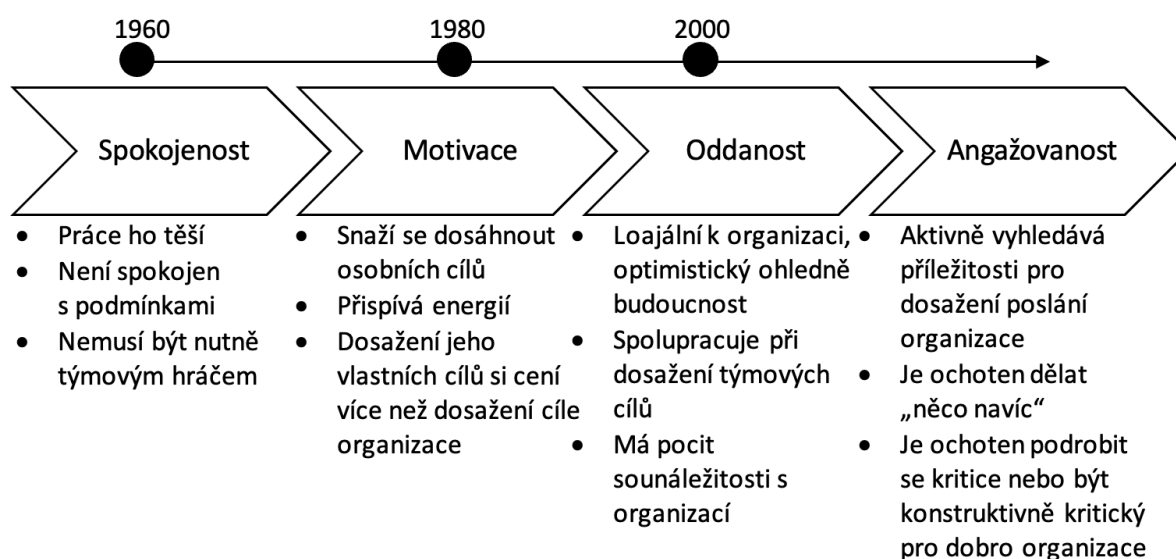 1960
1980
2000
Spokojenost
Motivace
Oddanost
Angažovanost
• Práce ho těší
• Není spokojen
s podmínkami
• Nemusí být nutně
týmovým hráčem
• Snaží se dosáhnout
osobních cílů
• Přispívá energií
• Dosažení jeho
vlastních cílů si cení
více než dosažení cíle
organizace
• Loajální k organizaci,
optimistický ohledně
budoucnost
• Spolupracuje při
dosažení týmových
cílů
• Má pocit
sounáležitosti s
organizací
• Aktivně vyhledává
příležitosti pro
dosažení poslání
organizace
• Je ochoten dělat
„něco navíc“
• Je ochoten podrobit
se kritice nebo být
konstruktivně kritický
pro dobro organizace